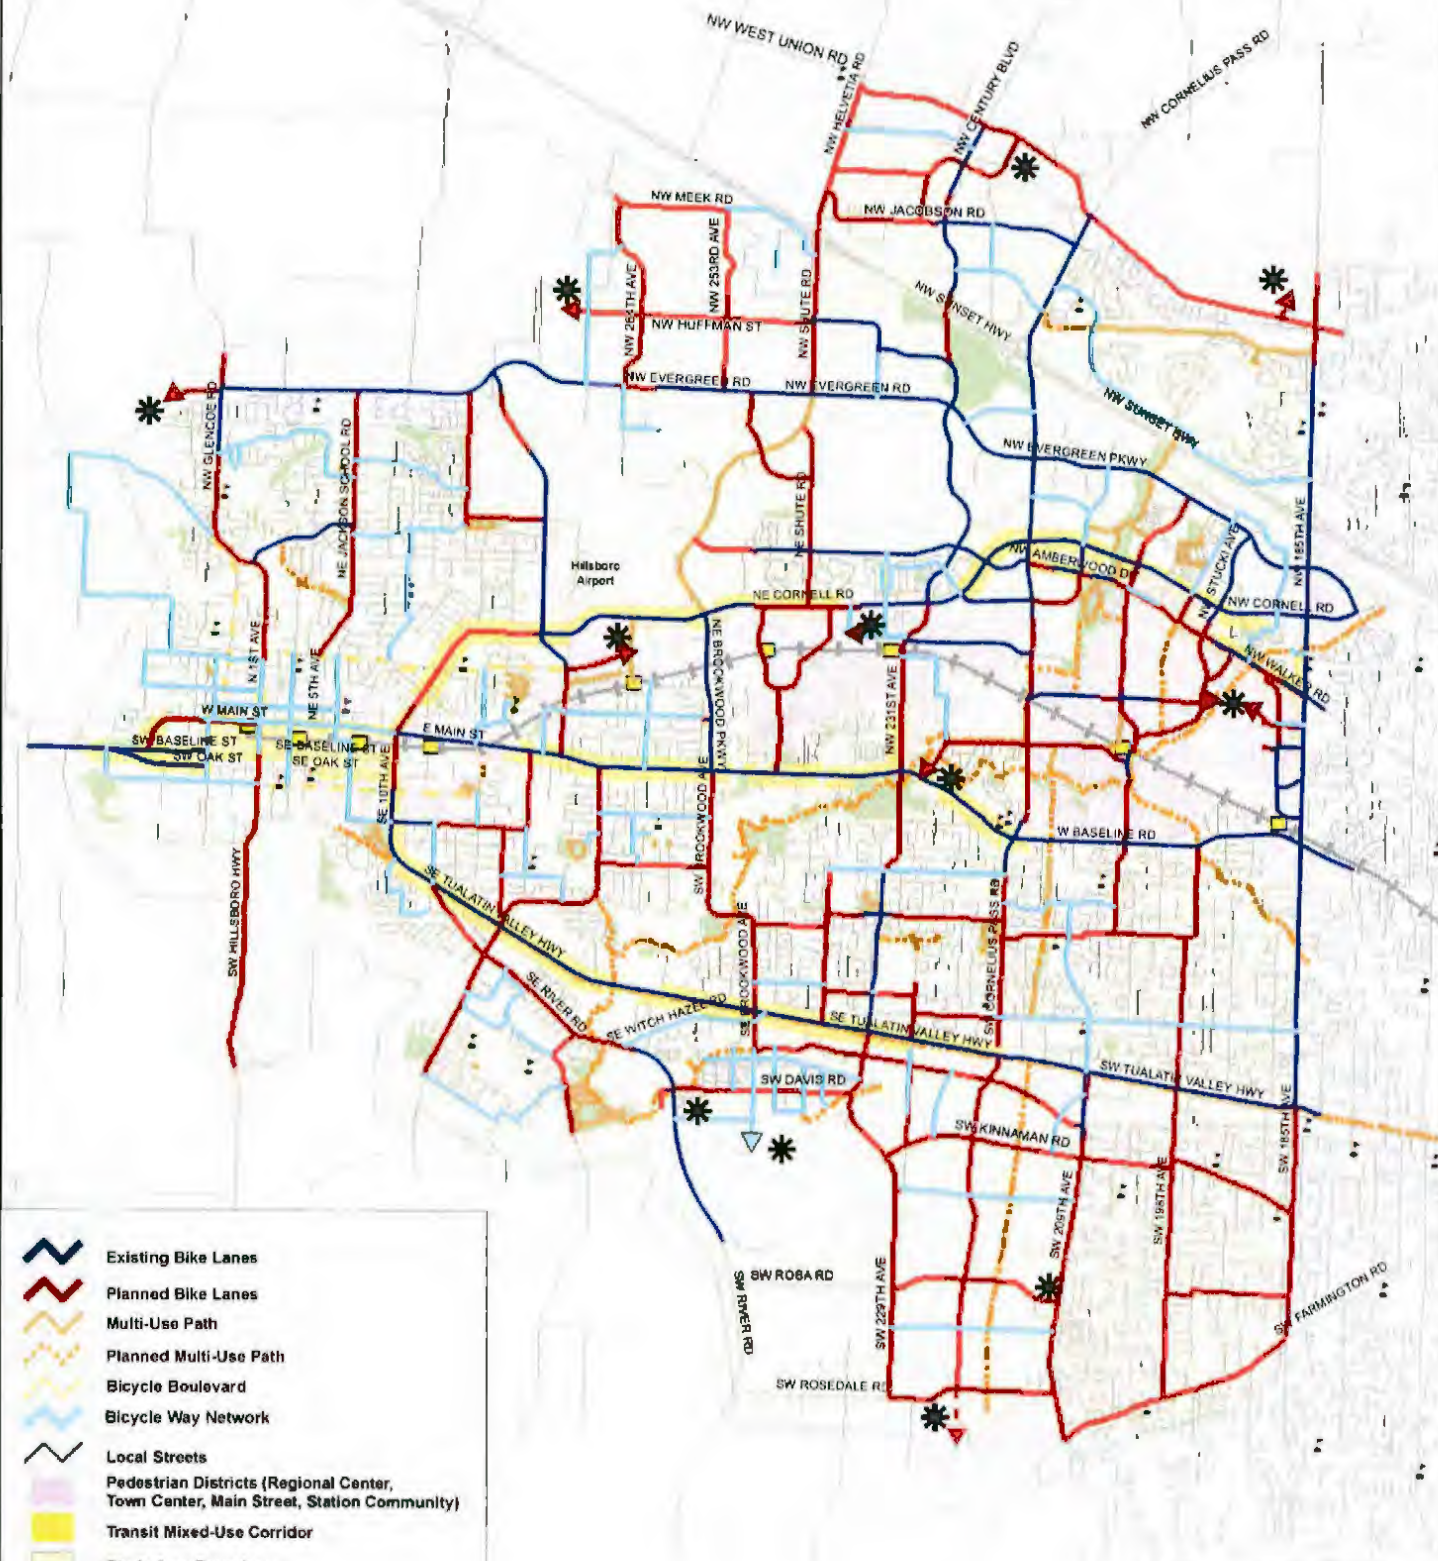 NW WEST UNION RD
NW HELVETIA RD
NW CENTURY BLVD
NW CORNELIUS PASS RD
NW MEEK RD
NW JACOBSON RD
NW 253RD AVE
NW 264TH AVE
NW SHUTE RD
NW SUNSET HWY
NW HUFFMAN ST
NW EVERGREEN RD
NW EVERGREEN RD
NW SUNSET HWY
NW GLENCOE RD
NE JACKSON SCHOOL RD
NW EVERGREEN PKWY
NE SHUTE RD
NW 185TH AVE
NW STUCKI AVE
Hillsboro
Airport
NW AMBERWOOD D
NE CORNELL RD
NW CORNELL RD
N 1ST AVE
NE 5TH AVE
NE BROOKWOOD PKWY
NW 231ST AVE
NW WALKER RD
W MAIN ST
E MAIN ST
SW BASELINE ST
SE BASELINE ST
SW OAK ST
SE OAK ST
SE 10TH AVE
SW BROOKWOOD AVE
W BASELINE RD
SW HILLSBORO HWY
SE TUALATIN VALLEY HWY
SE BROOKWOOD AVE
SW CORNELIUS PASS RD
SE RIVER RD
SE WITCH HAZEL RD
SE TUALATIN VALLEY HWY
SW DAVIS RD
SW TUALATIN VALLEY HWY
SW KINNAMAN RD
SW 185TH AVE
SW 209TH AVE
SW 198TH AVE
SW ROSA RD
SW RIVER RD
SW 229TH AVE
SW FARMINGTON RD
SW ROSEDALE RD
Existing Bike Lanes
Planned Bike Lanes
Multi-Use Path
Planned Multi-Use Path
Bicycle Boulevard
Bicycle Way Network
Local Streets
Pedestrian Districts (Regional Center,
Town Center, Main Street, Station Community)
Transit Mixed-Use Corridor